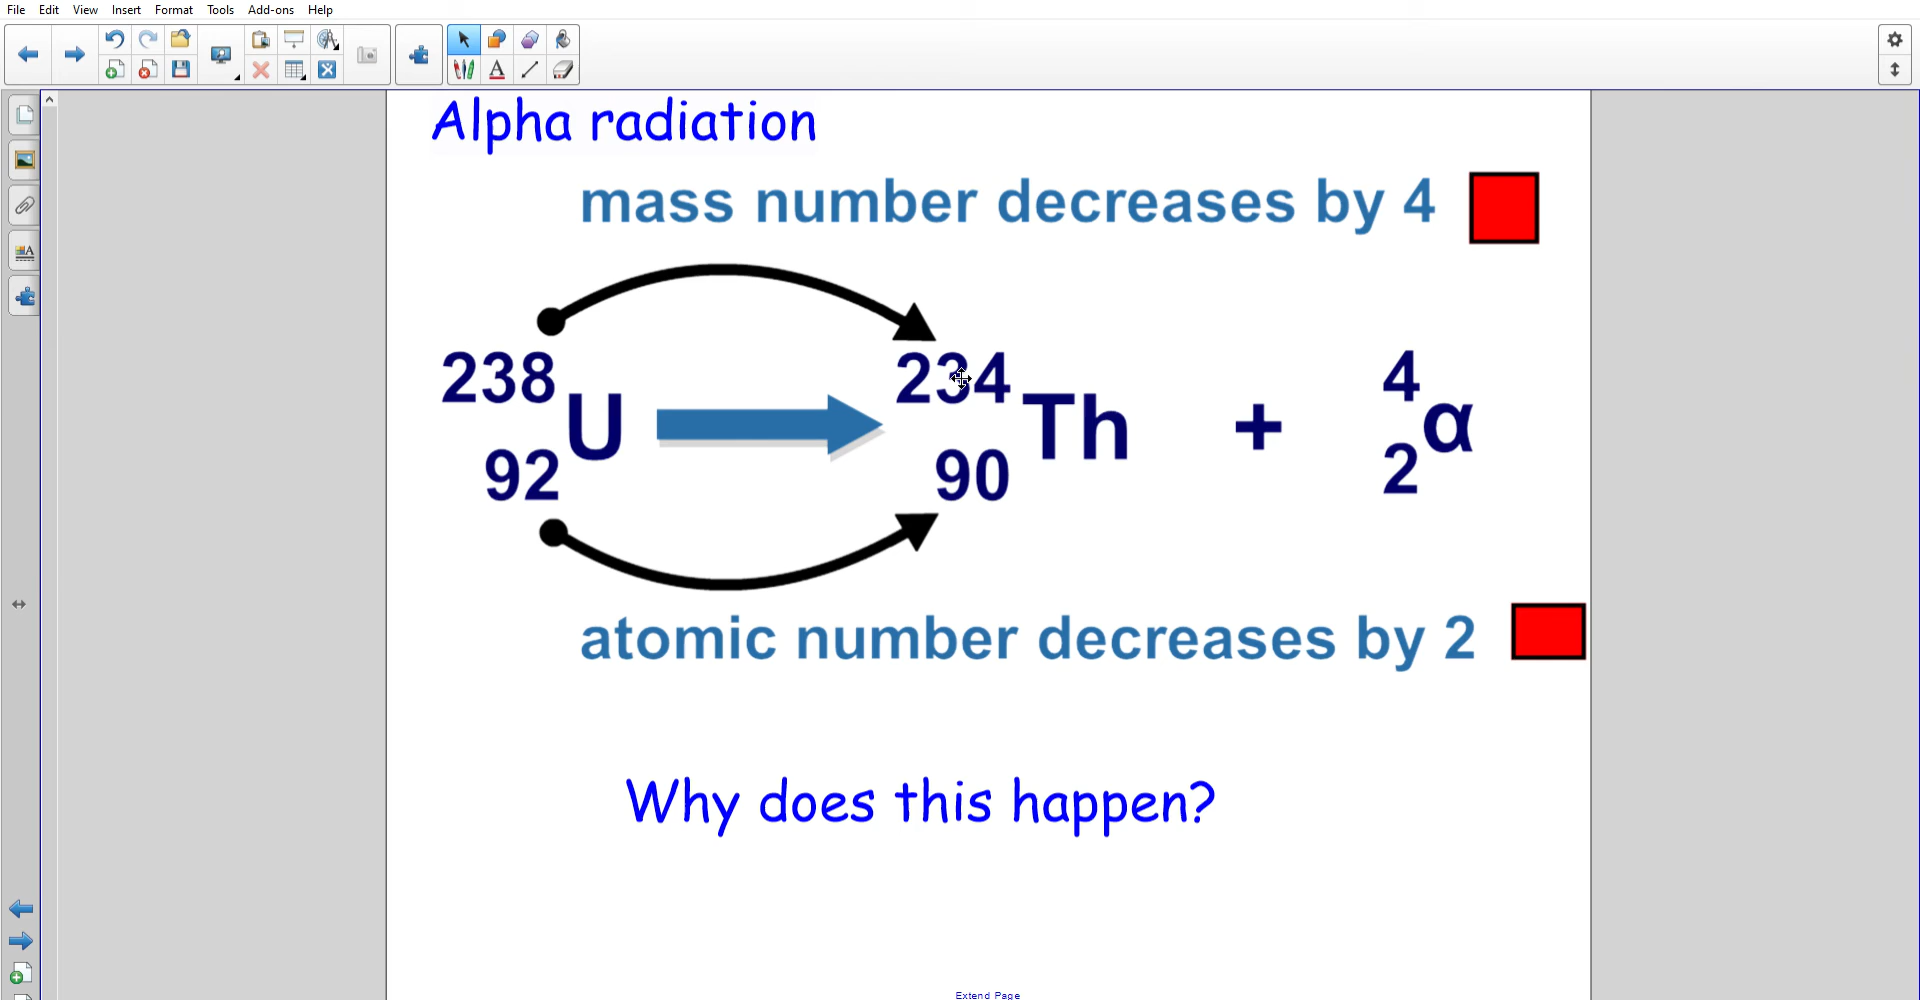 File Edit View Insert Format Tools Add-ons Help
Alpha radiation
mass number decreases by 4
238 234 4
U Th + α
92 90 2
atomic number decreases by 2
Why does this happen?
Extend Page